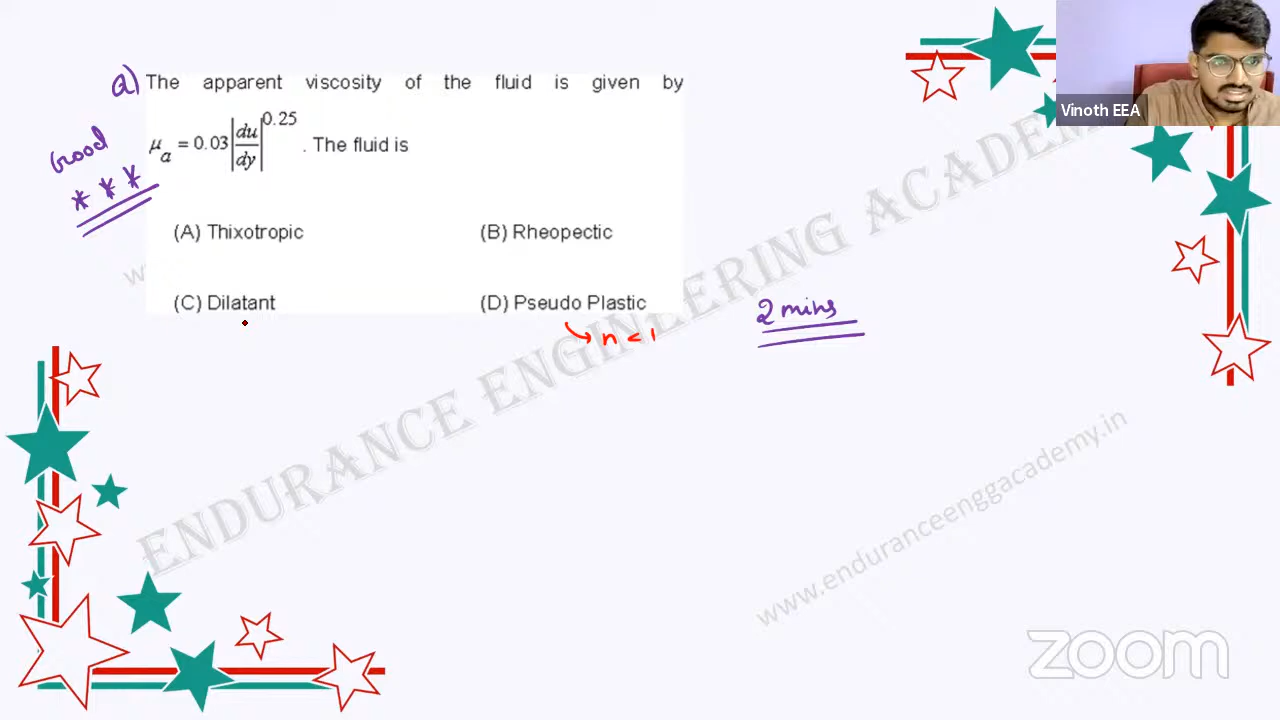 Q) The apparent viscosity of the fluid is given by
μa = 0.03 |du/dy|^0.25 . The fluid is
Good
***
(A) Thixotropic (B) Rheopectic
(C) Dilatant (D) Pseudo Plastic
→ n < 1
2 mins
Vinoth EEA
ENDURANCE ENGINEERING ACADEMY
www.enduranceenggacademy.in
zoom